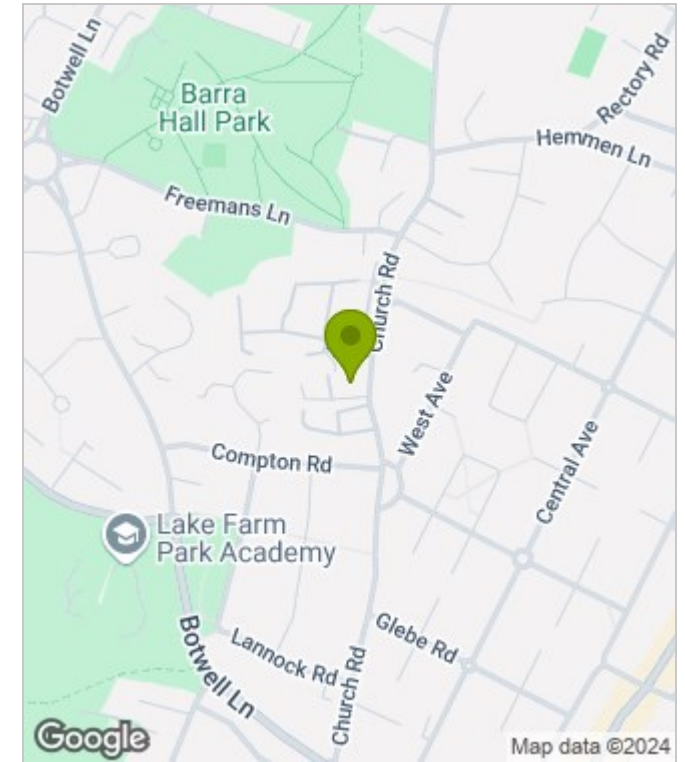 Botwell Ln
Barra
Hall Park
Rectory Rd
Hemmen Ln
Freemans Ln
Church Rd
West Ave
Central Ave
Compton Rd
Lake Farm
Park Academy
Glebe Rd
Lannock Rd
Botwell Ln
Church Rd
Google
Map data ©2024